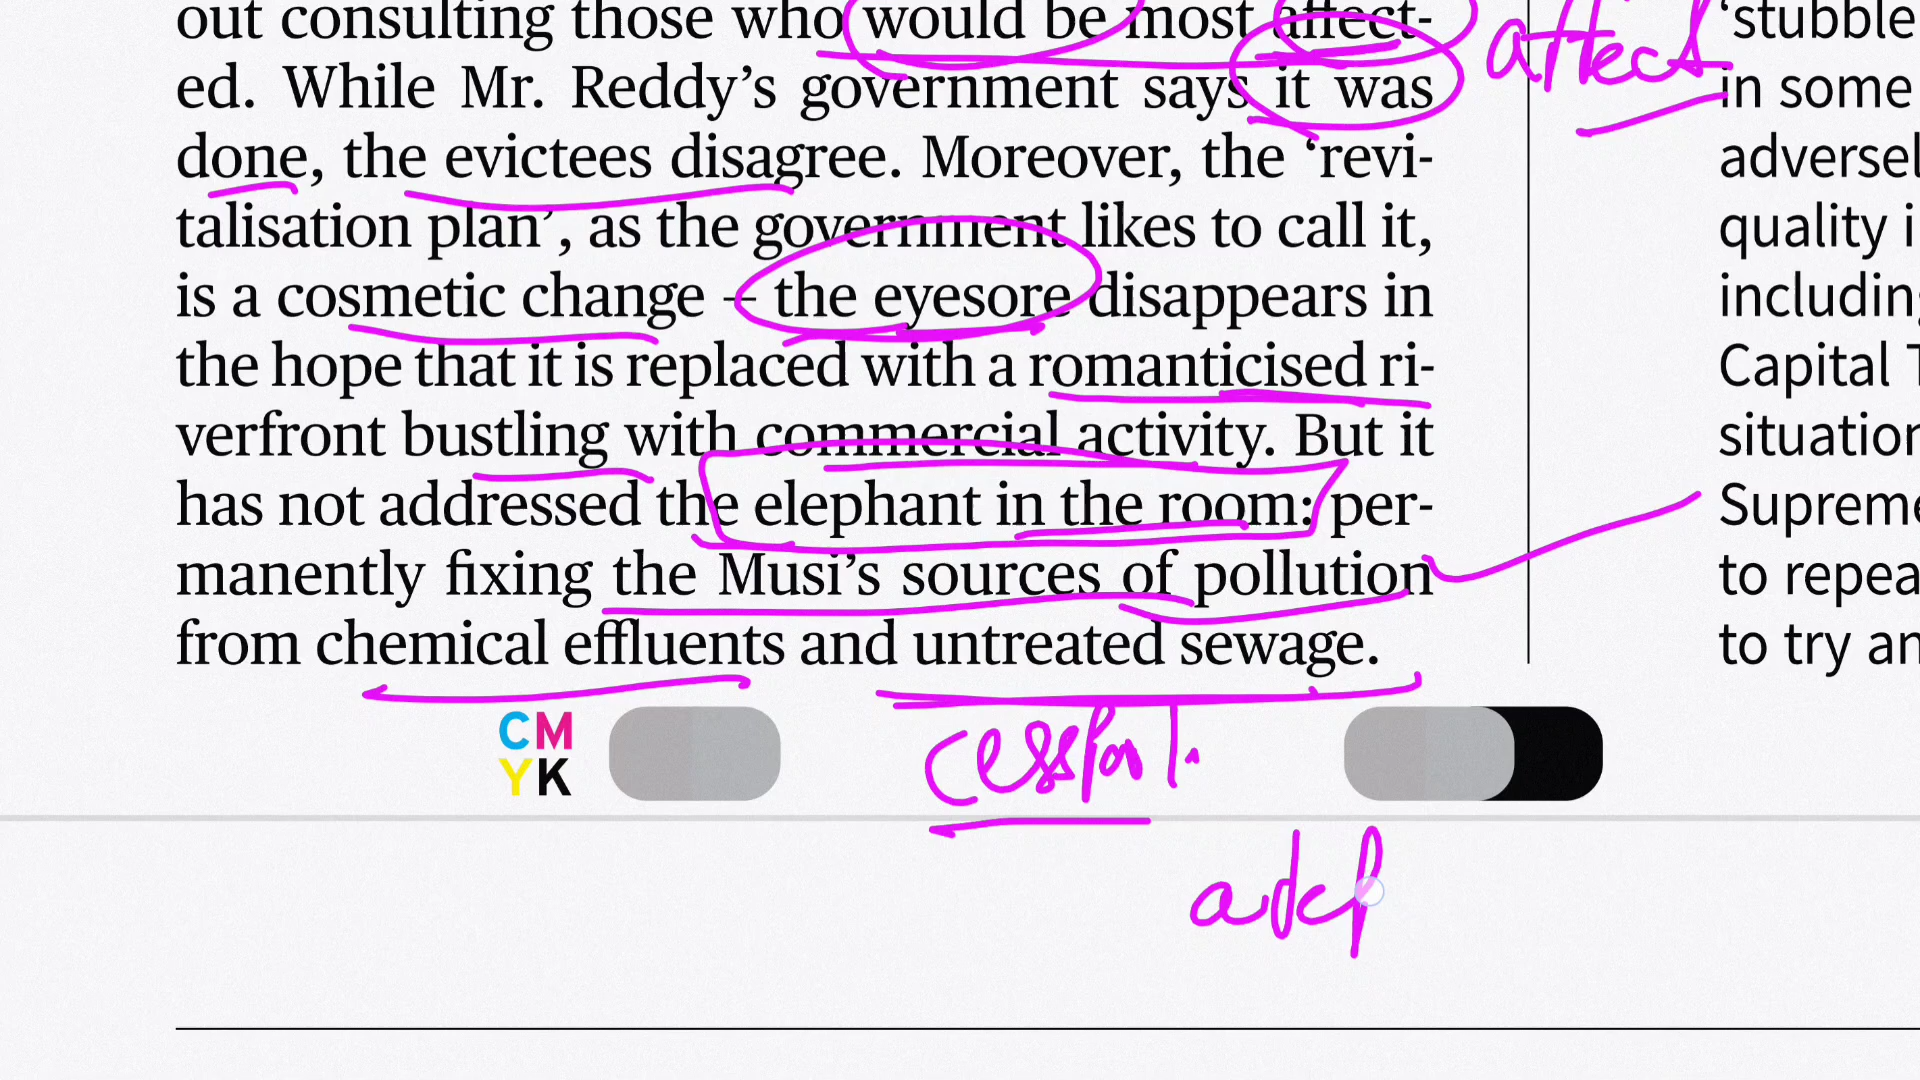 out consulting those who would be most affect-
ed. While Mr. Reddy’s government says it was
done, the evictees disagree. Moreover, the ‘revi-
talisation plan’, as the government likes to call it,
is a cosmetic change – the eyesore disappears in
the hope that it is replaced with a romanticised ri-
verfront bustling with commercial activity. But it
has not addressed the elephant in the room: per-
manently fixing the Musi’s sources of pollution
from chemical effluents and untreated sewage.
CM
YK
affect
‘stubble
in some
adversel
quality i
including
Capital T
situation
Supreme
to repea
to try an